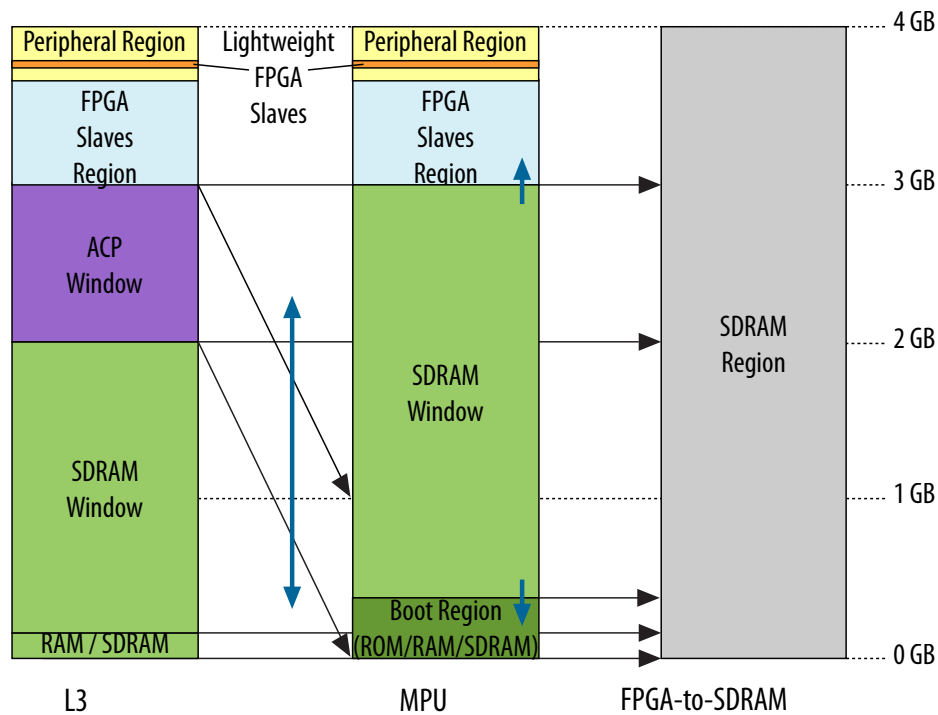 4 GB
Peripheral Region
Lightweight
FPGA
Slaves
Peripheral Region
FPGA
Slaves
Region
FPGA
Slaves
Region
3 GB
ACP
Window
SDRAM
Region
2 GB
SDRAM
Window
SDRAM
Window
1 GB
Boot Region
(ROM/RAM/SDRAM)
RAM / SDRAM
0 GB
L3
MPU
FPGA-to-SDRAM